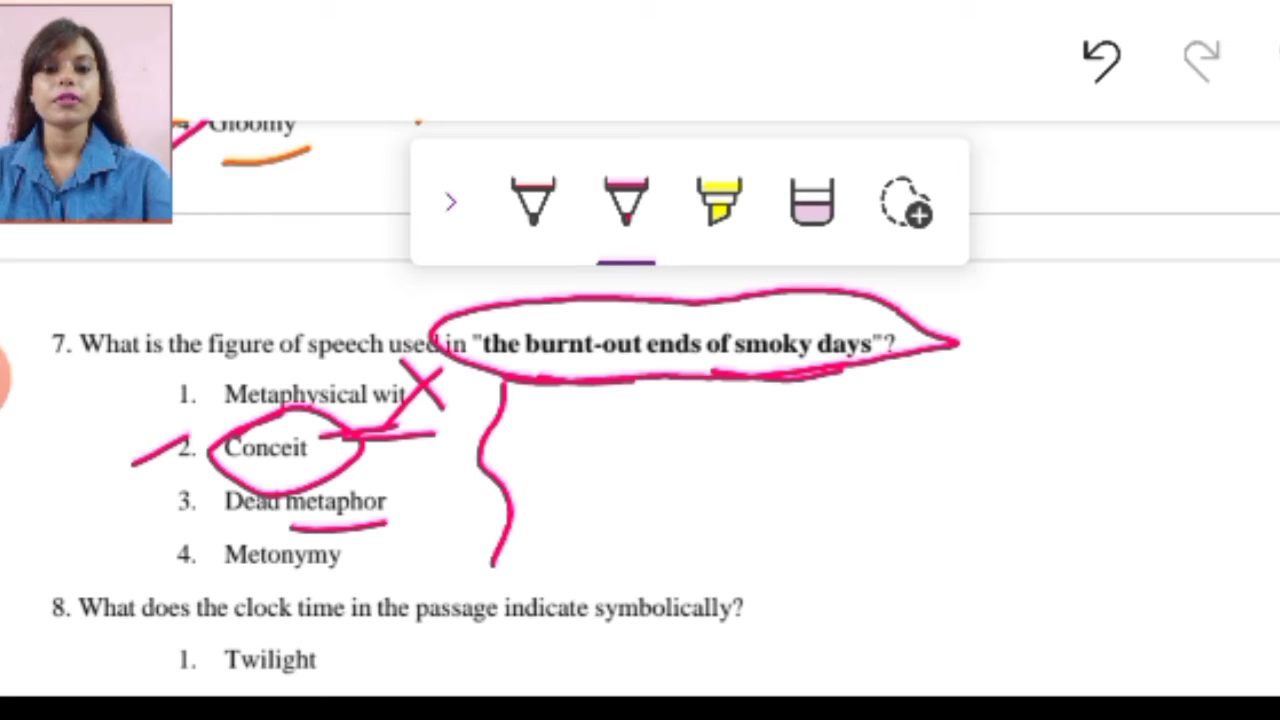 4. Gloomy
7. What is the figure of speech used in "the burnt-out ends of smoky days"?
1. Metaphysical wit
2. Conceit
3. Dead metaphor
4. Metonymy
8. What does the clock time in the passage indicate symbolically?
1. Twilight